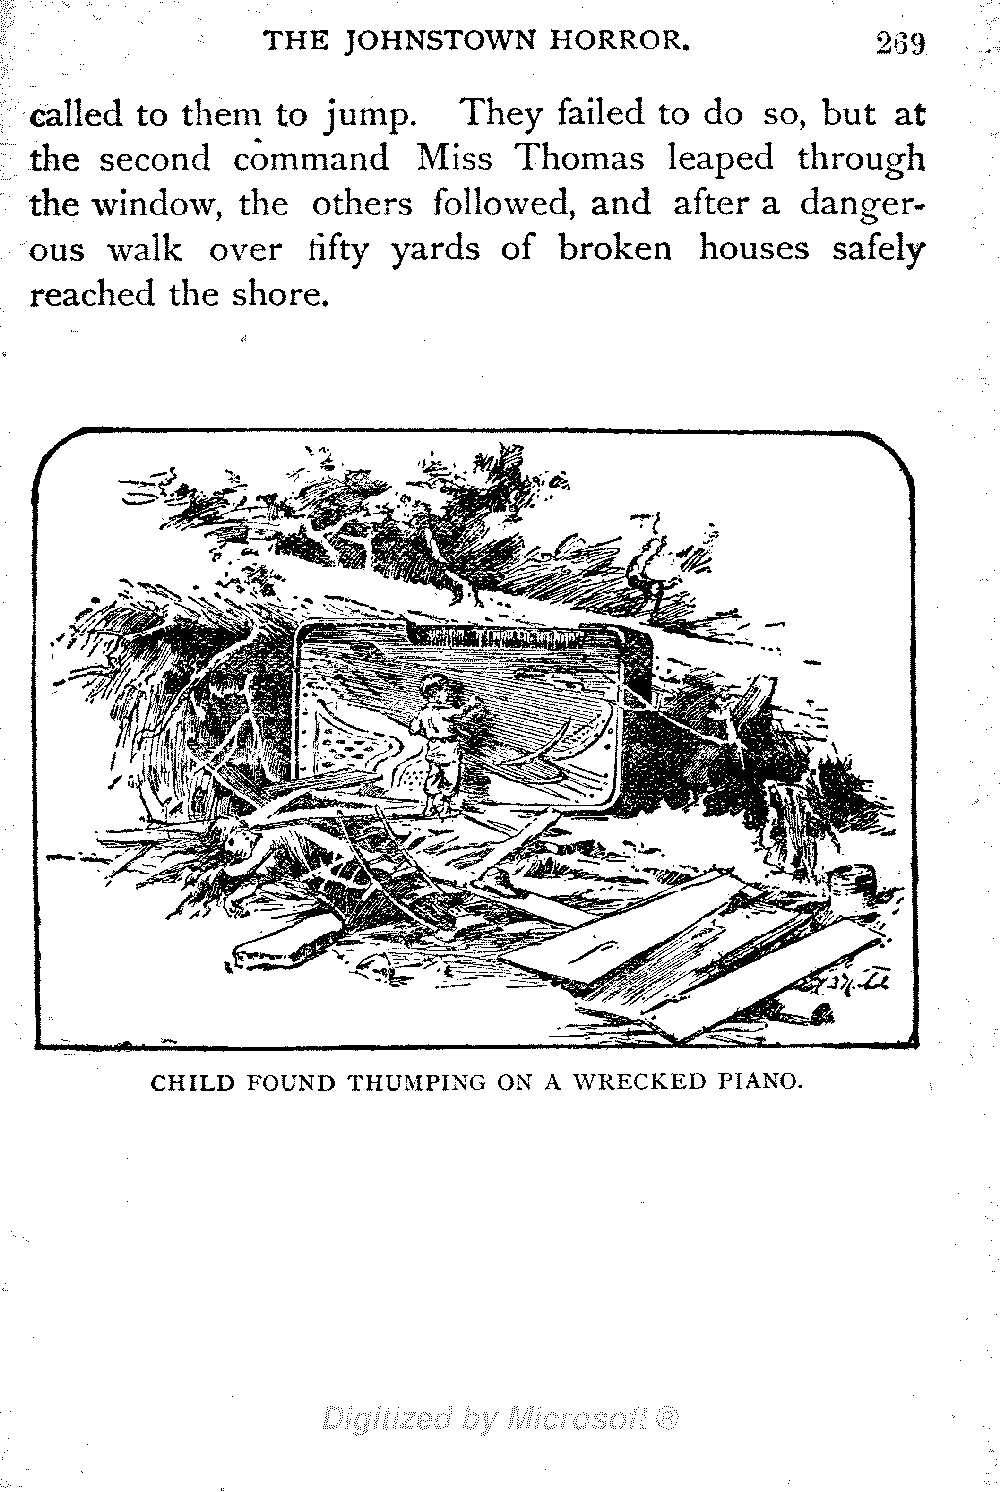 THE JOHNSTOWN HORROR. 269
called to them to jump. They failed to do so, but at
the second command Miss Thomas leaped through
the window, the others followed, and after a danger-
ous walk over fifty yards of broken houses safely
reached the shore.
CHILD FOUND THUMPING ON A WRECKED PIANO.
Digitized by Microsoft ®